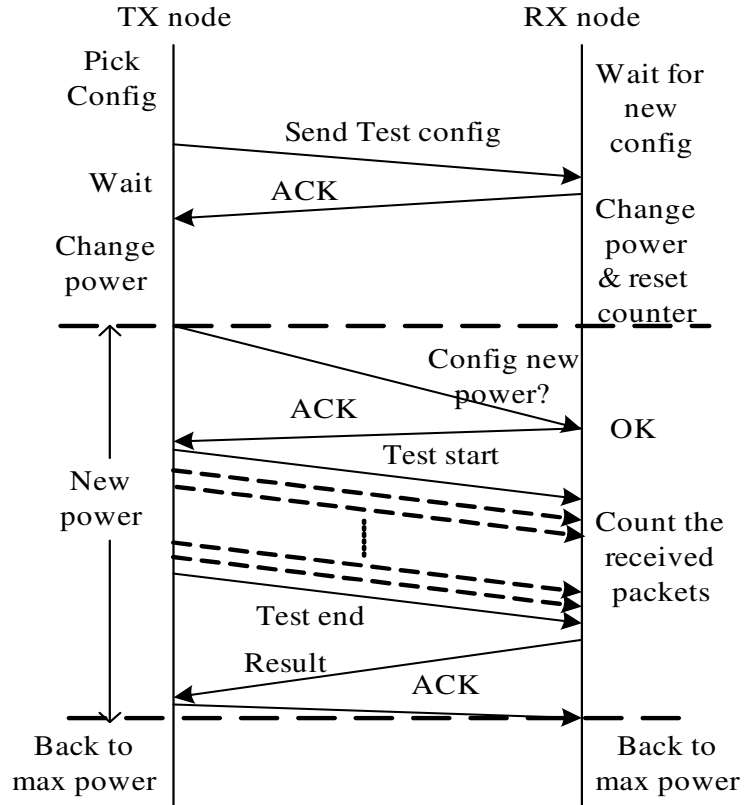 TX node
RX node
Pick
Config
Wait for
new
config
Send Test config
Wait
ACK
Change
power
Change
power
& reset
counter
Config new
power?
ACK
OK
Test start
New
power
Count the
received
packets
Test end
Result
ACK
Back to
max power
Back to
max power